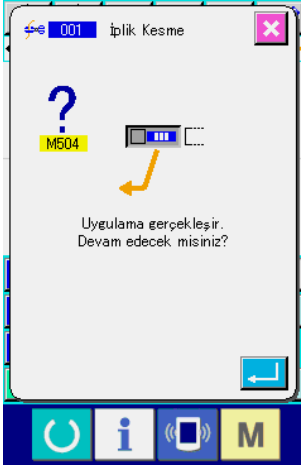 001 İplik Kesme
?
M504
Uygulama gerçekleşir.
Devam edecek misiniz?
i
M